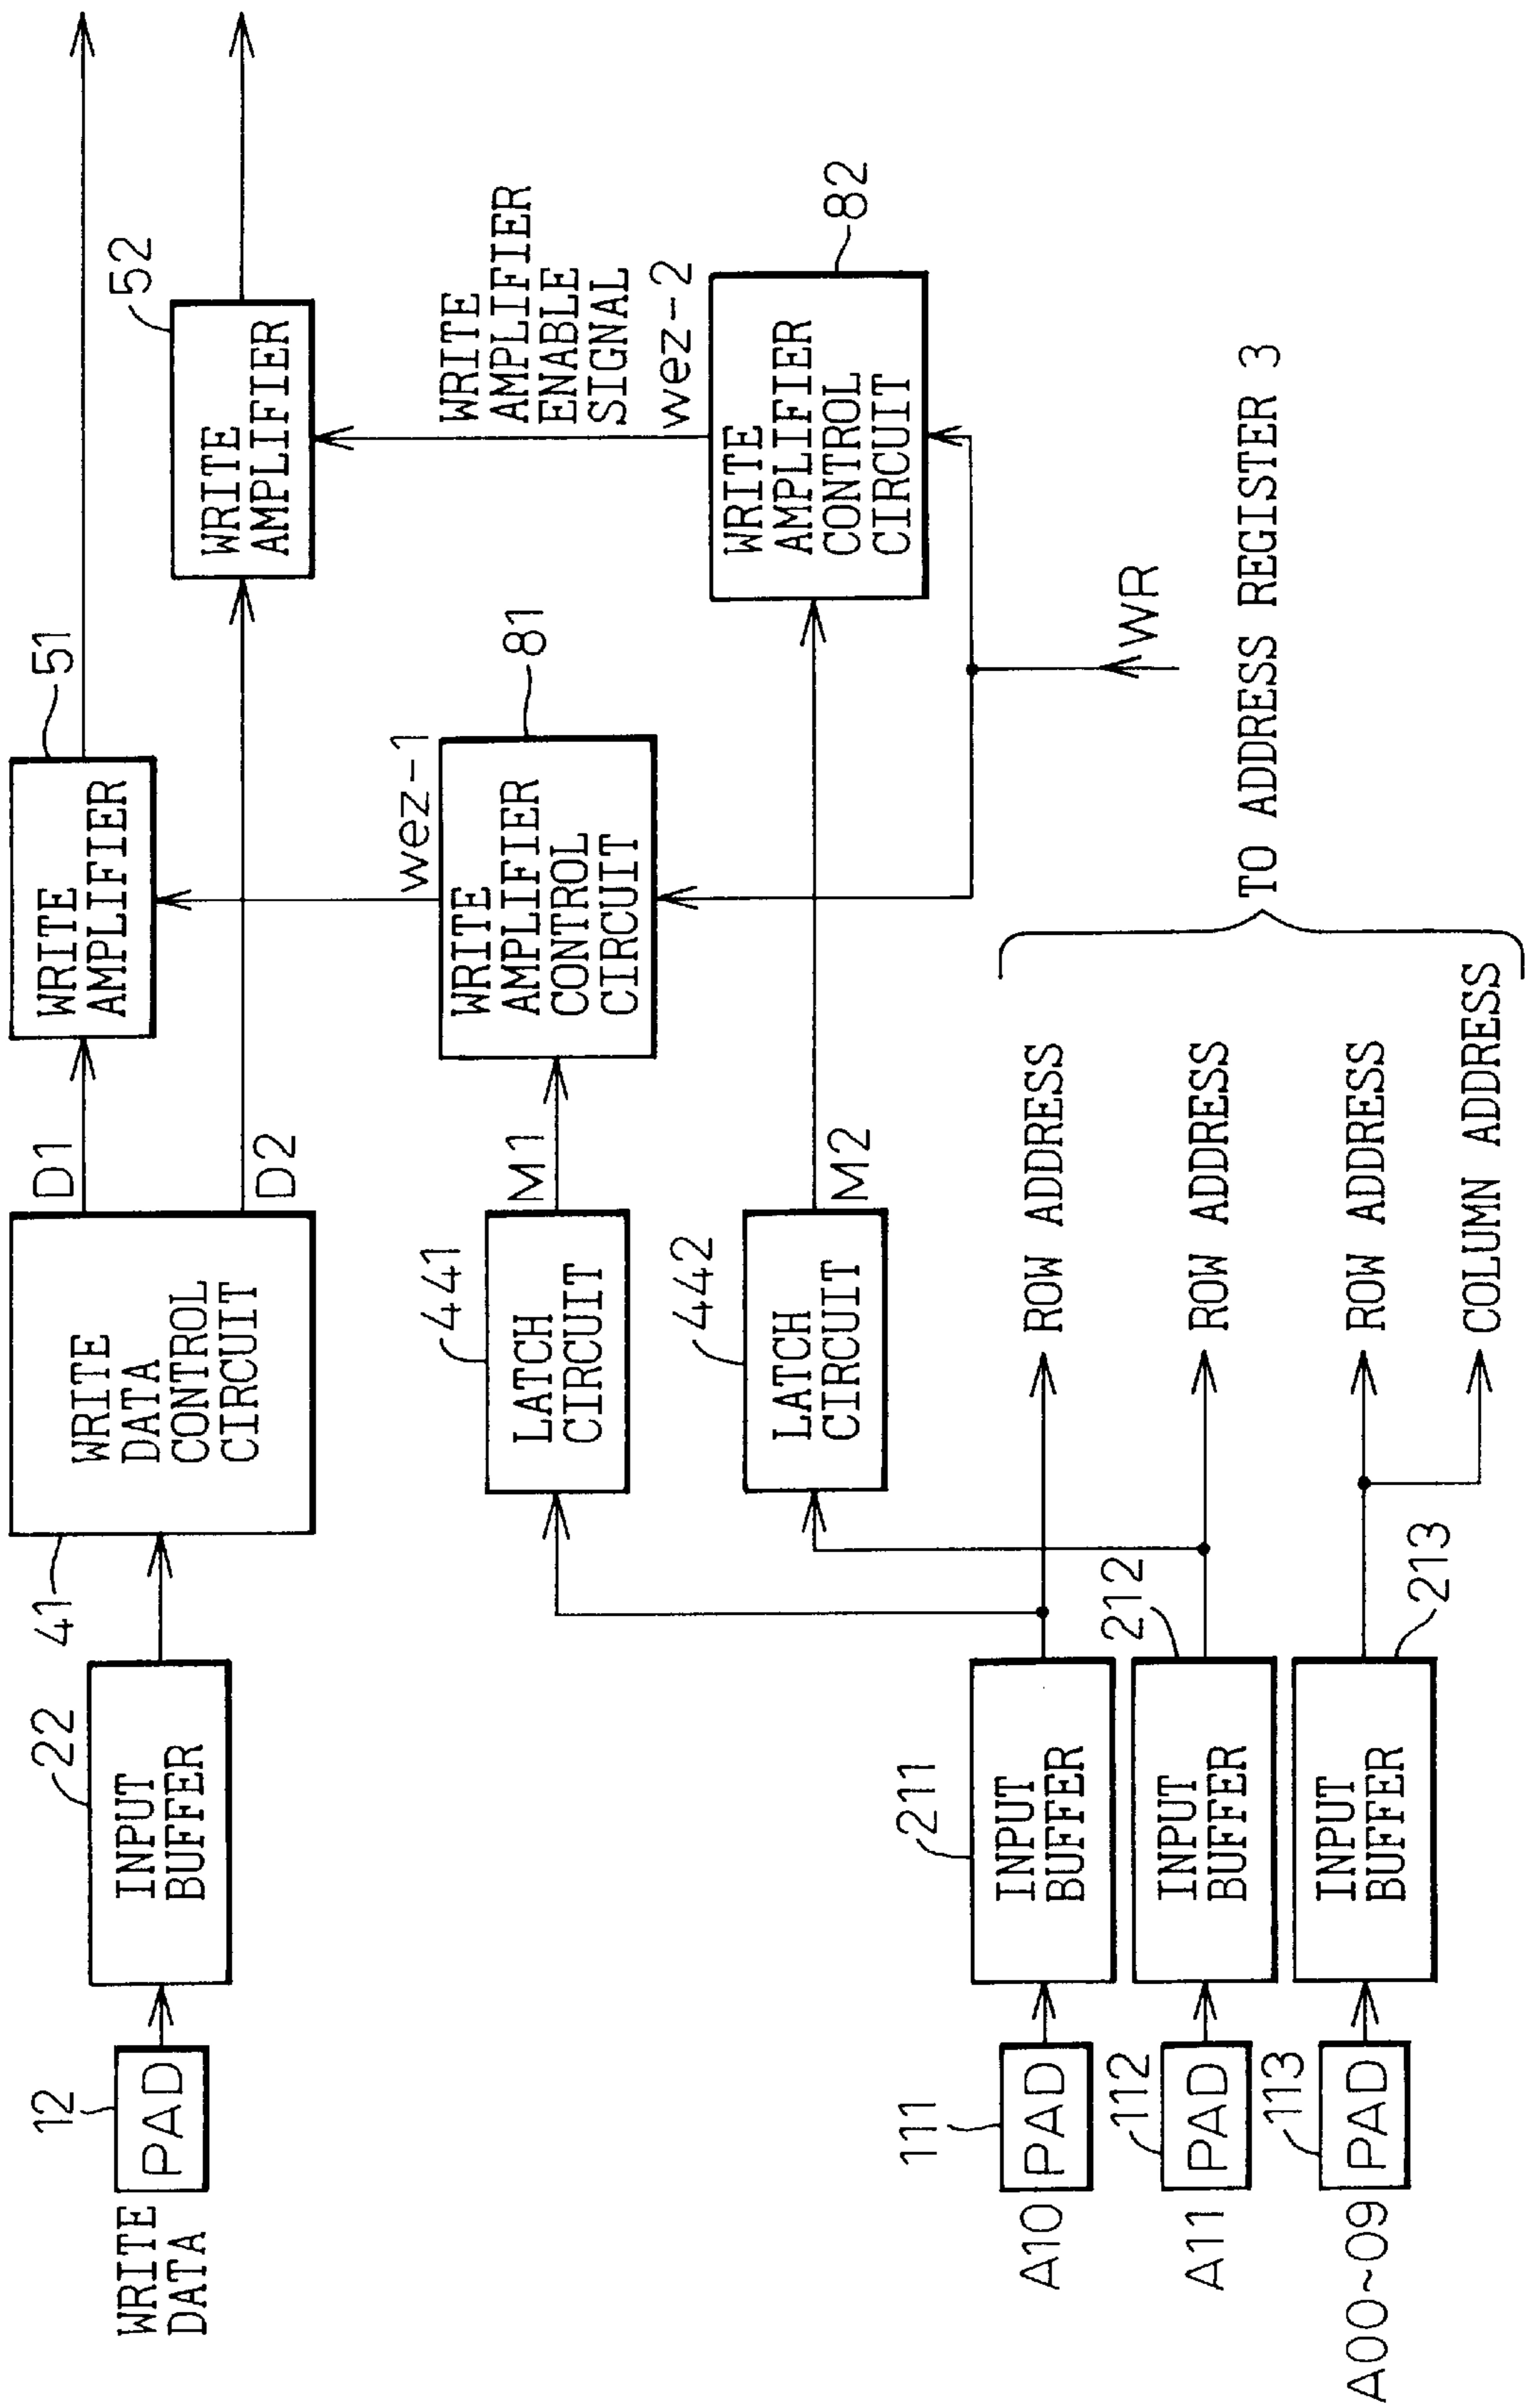 WRITE
DATA
12
PAD
22
INPUT
BUFFER
41
WRITE
DATA
CONTROL
CIRCUIT
D1
D2
51
WRITE
AMPLIFIER
52
WRITE
AMPLIFIER
441
LATCH
CIRCUIT
M1
wez-1
81
WRITE
AMPLIFIER
CONTROL
CIRCUIT
WRITE
AMPLIFIER
ENABLE
SIGNAL
wez-2
442
LATCH
CIRCUIT
M2
82
WRITE
AMPLIFIER
CONTROL
CIRCUIT
WR
A10
111
PAD
211
INPUT
BUFFER
ROW ADDRESS
A11
112
PAD
212
INPUT
BUFFER
ROW ADDRESS
A00~09
113
PAD
213
INPUT
BUFFER
ROW ADDRESS
COLUMN ADDRESS
TO ADDRESS REGISTER 3